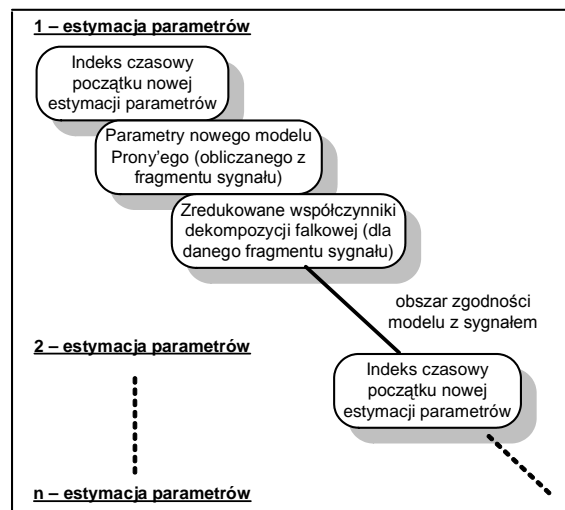 1 – estymacja parametrów
Indeks czasowy
początku nowej
estymacji parametrów
Parametry nowego modelu
Prony'ego (obliczanego z
fragmentu sygnału)
Zredukowane współczynniki
dekompozycji falkowej (dla
danego fragmentu sygnału)
obszar zgodności
modelu z sygnałem
2 – estymacja parametrów
Indeks czasowy
początku nowej
estymacji parametrów
n – estymacja parametrów